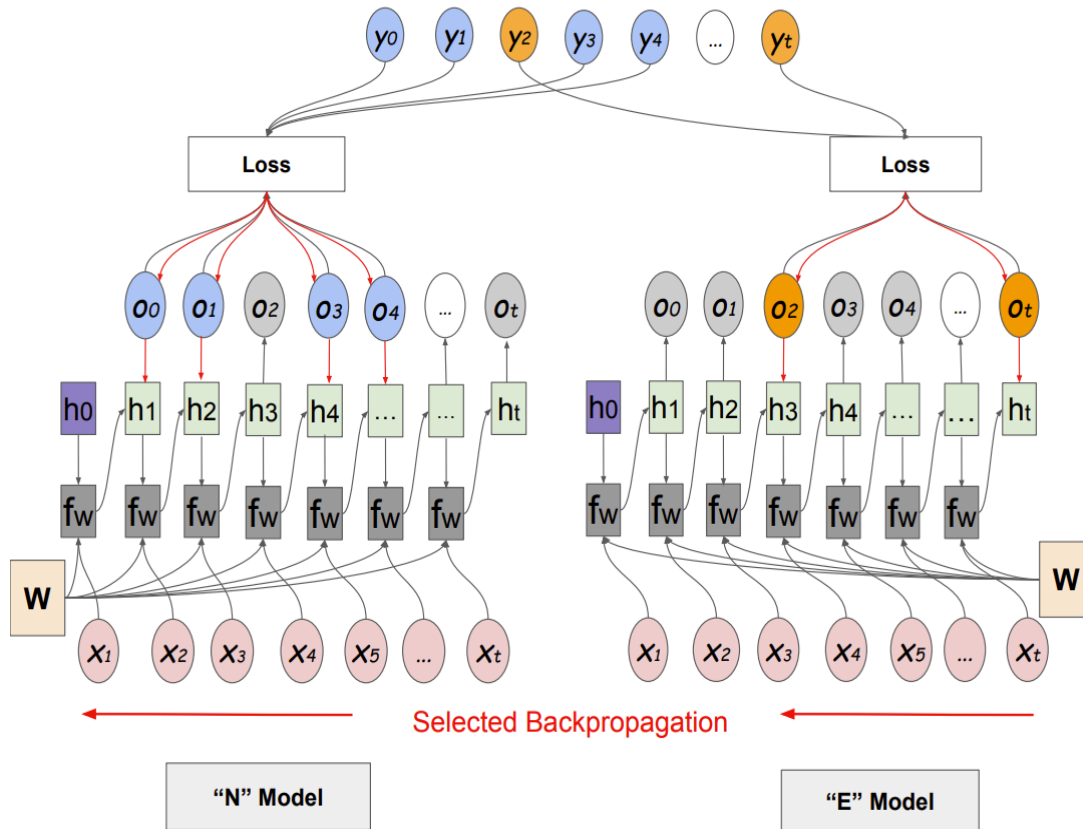 y0 y1 y2 y3 y4 ... yt
Loss Loss
o0 o1 o2 o3 o4 ... ot o0 o1 o2 o3 o4 ... ot
h0 h1 h2 h3 h4 ... ... ht h0 h1 h2 h3 h4 ... ... ht
fw fw fw fw fw fw fw fw fw fw fw fw fw fw
W W
x1 x2 x3 x4 x5 ... xt x1 x2 x3 x4 x5 ... xt
Selected Backpropagation
“N” Model “E” Model